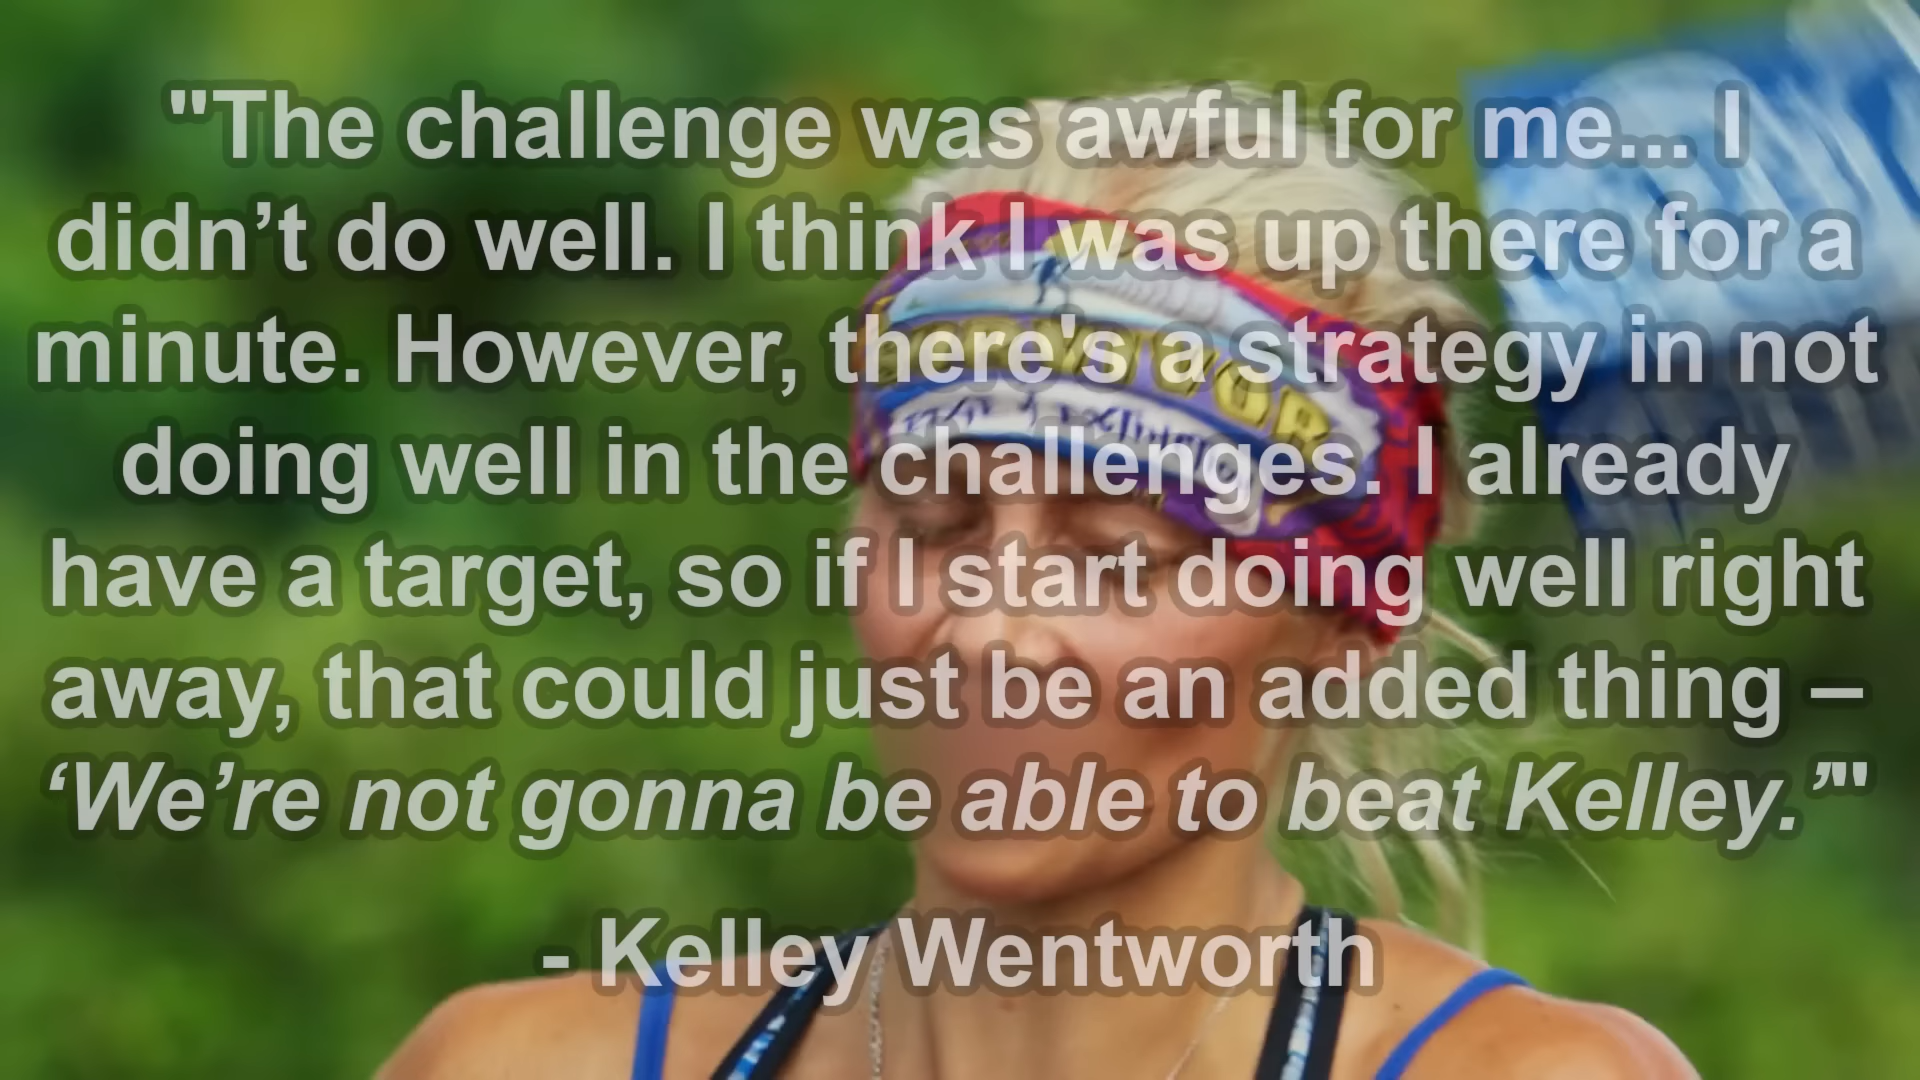 "The challenge was awful for me... I
didn’t do well. I think I was up there for a
minute. However, there's a strategy in not
doing well in the challenges. I already
have a target, so if I start doing well right
away, that could just be an added thing –
‘We’re not gonna be able to beat Kelley.’"
- Kelley Wentworth